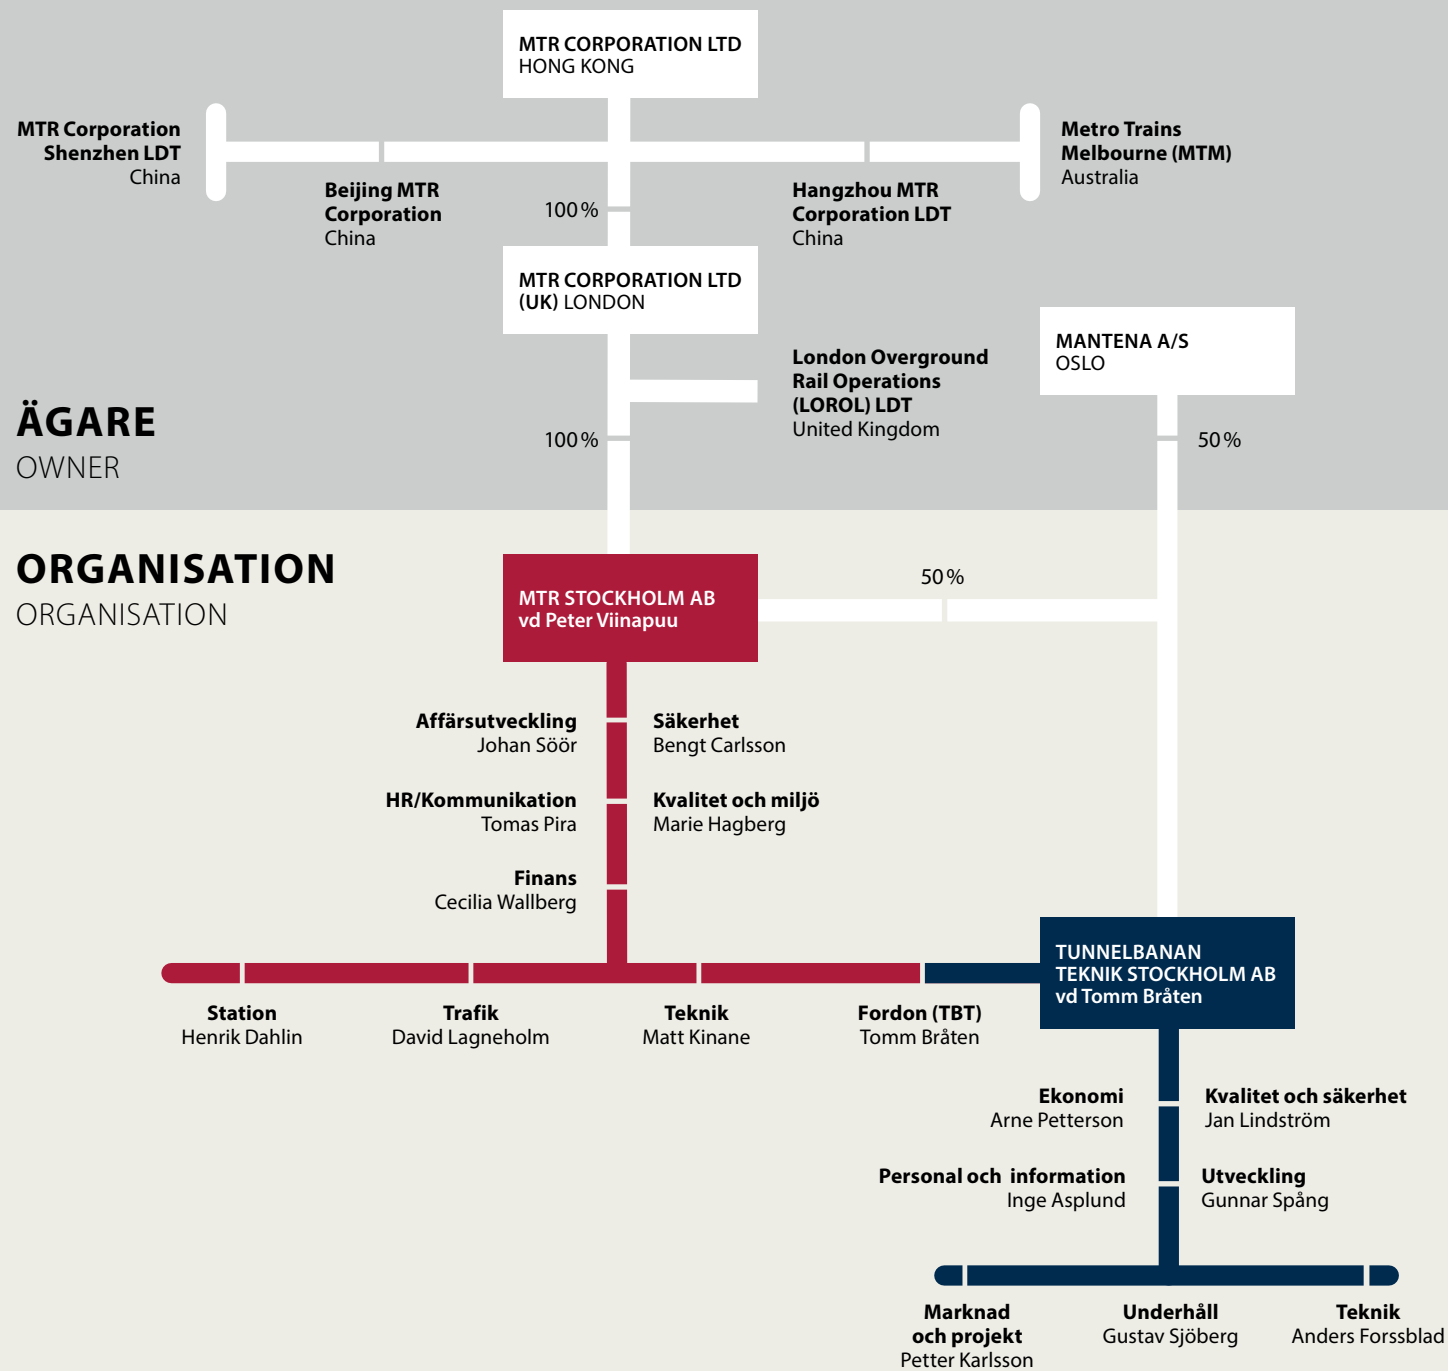 MTR CORPORATION LTD
HONG KONG
MTR Corporation
Shenzhen LDT
China
Beijing MTR
Corporation
China
100 %
Hangzhou MTR
Corporation LDT
China
Metro Trains
Melbourne (MTM)
Australia
MTR CORPORATION LTD
(UK) LONDON
London Overground
Rail Operations
(LOROL) LDT
United Kingdom
MANTENA A/S
OSLO
ÄGARE
OWNER
100 %
50 %
ORGANISATION
ORGANISATION
MTR STOCKHOLM AB
vd Peter Viinapuu
50 %
Affärsutveckling
Johan Söör
Säkerhet
Bengt Carlsson
HR/Kommunikation
Tomas Pira
Kvalitet och miljö
Marie Hagberg
Finans
Cecilia Wallberg
TUNNELBANAN
TEKNIK STOCKHOLM AB
vd Tomm Bråten
Station
Henrik Dahlin
Trafik
David Lagneholm
Teknik
Matt Kinane
Fordon (TBT)
Tomm Bråten
Ekonomi
Arne Petterson
Kvalitet och säkerhet
Jan Lindström
Personal och information
Inge Asplund
Utveckling
Gunnar Spång
Marknad
och projekt
Petter Karlsson
Underhåll
Gustav Sjöberg
Teknik
Anders Forssblad